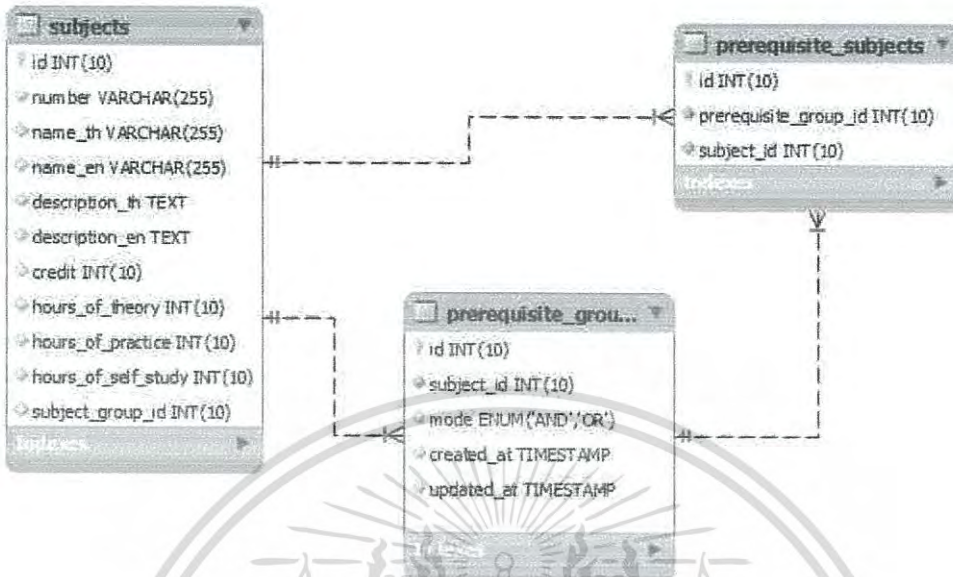 subjects
id INT(10)
number VARCHAR(255)
name_th VARCHAR(255)
name_en VARCHAR(255)
description_th TEXT
description_en TEXT
credit INT(10)
hours_of_theory INT(10)
hours_of_practice INT(10)
hours_of_self_study INT(10)
subject_group_id INT(10)
Indexes
prerequisite_subjects
id INT(10)
prerequisite_group_id INT(10)
subject_id INT(10)
Indexes
prerequisite_grou...
id INT(10)
subject_id INT(10)
mode ENUM('AND','OR')
created_at TIMESTAMP
updated_at TIMESTAMP
Indexes